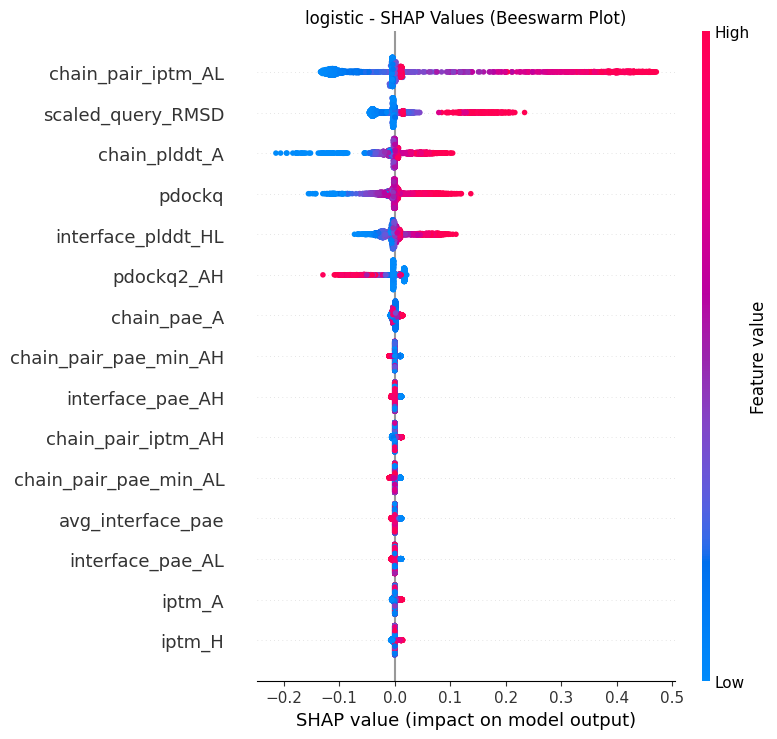 logistic - SHAP Values (Beeswarm Plot)
High
chain_pair_iptm_AL
scaled_query_RMSD
chain_plddt_A
pdockq
interface_plddt_HL
pdockq2_AH
chain_pae_A
chain_pair_pae_min_AH
interface_pae_AH
chain_pair_iptm_AH
chain_pair_pae_min_AL
avg_interface_pae
interface_pae_AL
iptm_A
iptm_H
Feature value
Low
−0.2 −0.1 0.0 0.1 0.2 0.3 0.4 0.5
SHAP value (impact on model output)